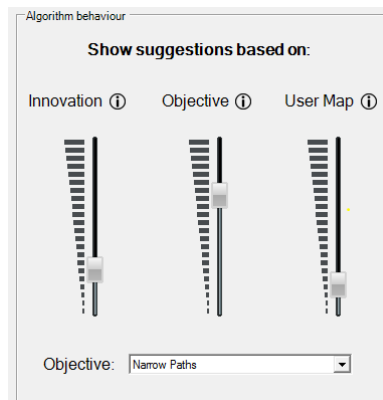 Algorithm behaviour
Show suggestions based on:
Innovation ⓘ Objective ⓘ User Map ⓘ
Objective: Narrow Paths